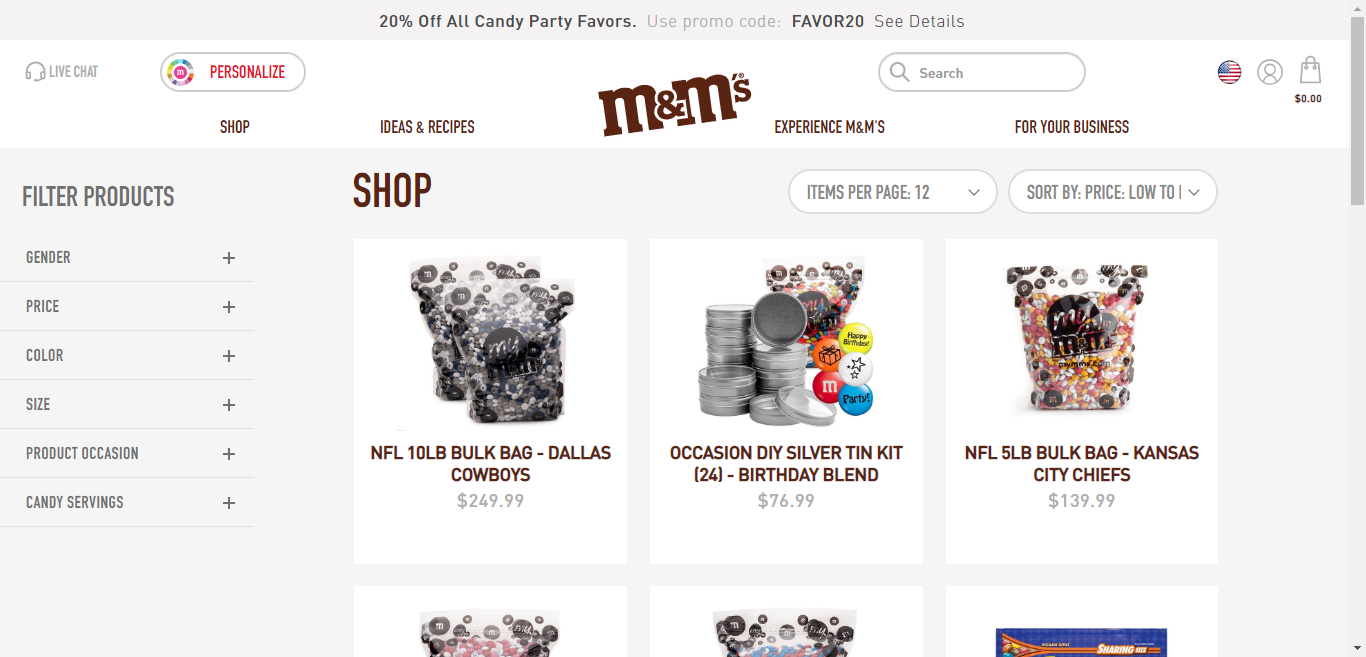 20% Off All Candy Party Favors. Use promo code: FAVOR20 See Details
LIVE CHAT
m
PERSONALIZE
Search
$0.00
m&m's®
SHOP
IDEAS & RECIPES
EXPERIENCE M&M'S
FOR YOUR BUSINESS
FILTER PRODUCTS
GENDER +
PRICE +
COLOR +
SIZE +
PRODUCT OCCASION +
CANDY SERVINGS +
SHOP
ITEMS PER PAGE: 12
SORT BY: PRICE: LOW TO
Happy
Birthday!
m
Party!
my
m&m's
mymms.com
NFL 10LB BULK BAG - DALLAS
COWBOYS
$249.99
OCCASION DIY SILVER TIN KIT
(24) - BIRTHDAY BLEND
$76.99
NFL 5LB BULK BAG - KANSAS
CITY CHIEFS
$139.99
SHARING SIZE